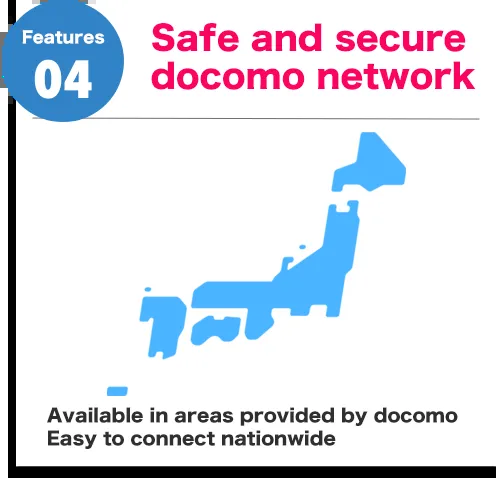 Features
04
Safe and secure
docomo network
Available in areas provided by docomo
Easy to connect nationwide